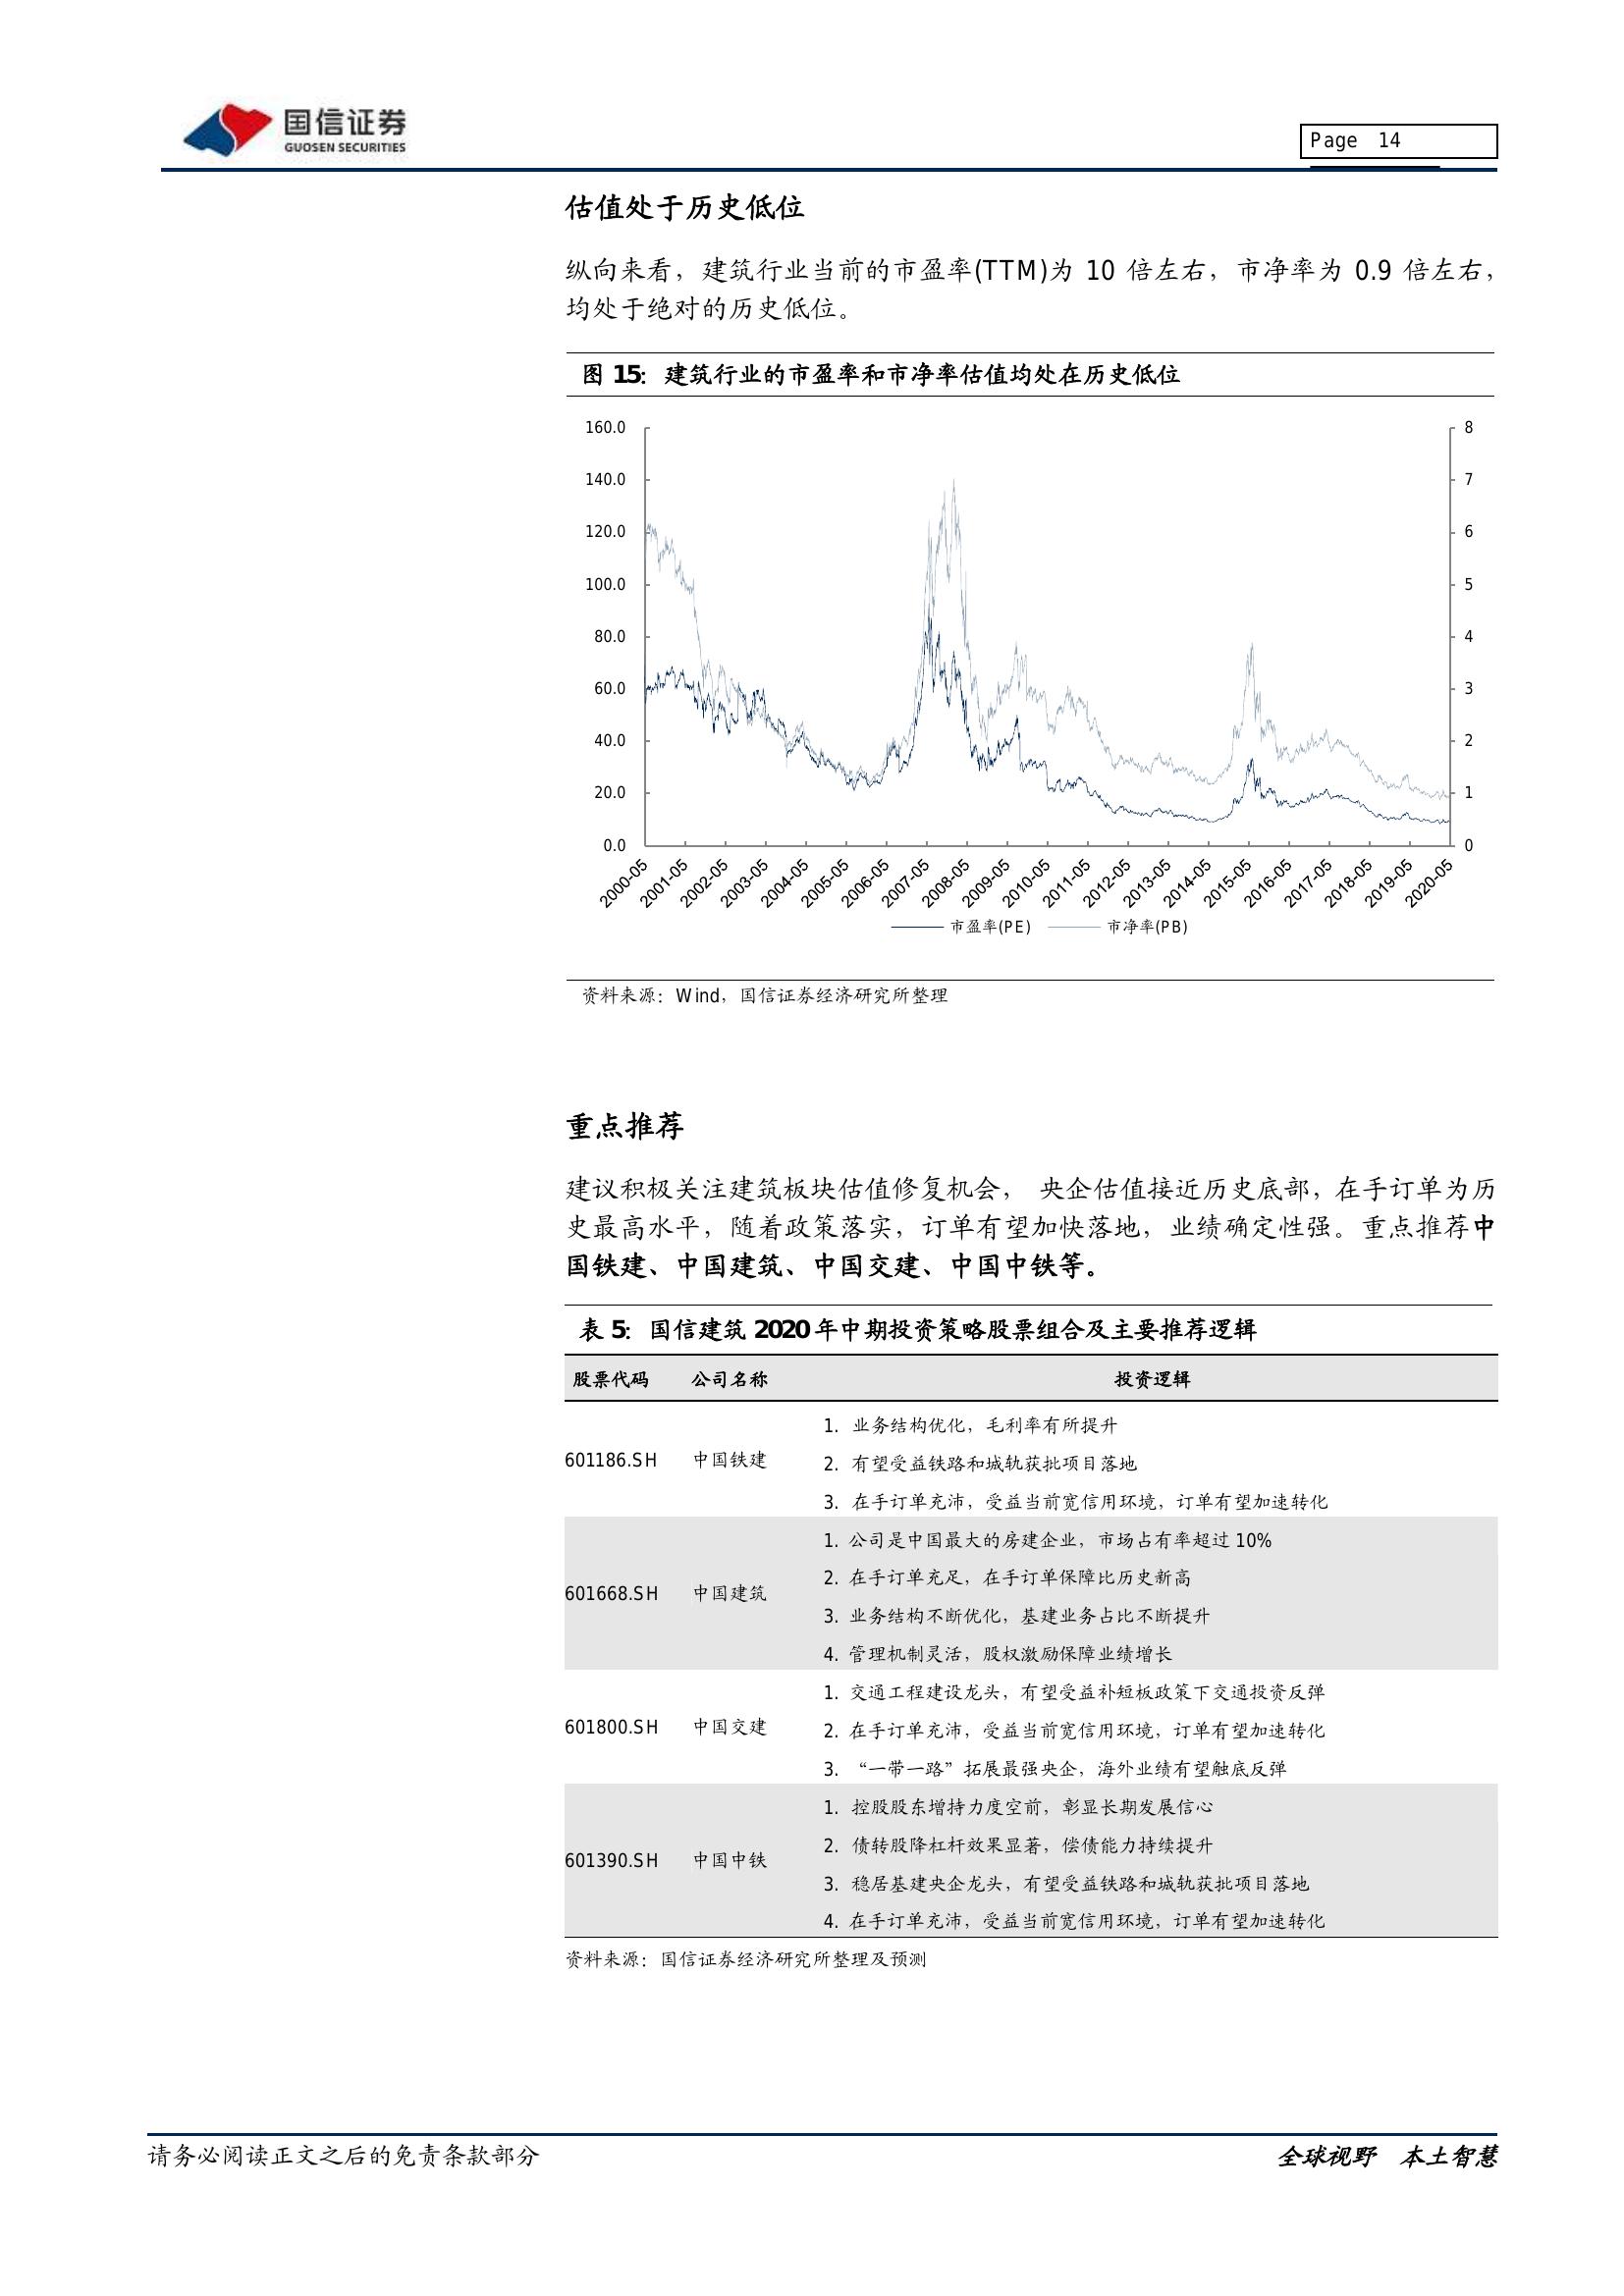 国信证券
GUOSEN SECURITIES
Page 14
估值处于历史低位
纵向来看，建筑行业当前的市盈率(TTM)为 10 倍左右，市净率为 0.9 倍左右，
均处于绝对的历史低位。
图 15：建筑行业的市盈率和市净率估值均处在历史低位
160.0
140.0
120.0
100.0
80.0
60.0
40.0
20.0
0.0
8
7
6
5
4
3
2
1
0
2000-05
2001-05
2002-05
2003-05
2004-05
2005-05
2006-05
2007-05
2008-05
2009-05
2010-05
2011-05
2012-05
2013-05
2014-05
2015-05
2016-05
2017-05
2018-05
2019-05
2020-05
市盈率(PE) 市净率(PB)
资料来源：Wind，国信证券经济研究所整理
重点推荐
建议积极关注建筑板块估值修复机会， 央企估值接近历史底部，在手订单为历
史最高水平，随着政策落实，订单有望加快落地，业绩确定性强。重点推荐中
国铁建、中国建筑、中国交建、中国中铁等。
表 5：国信建筑 2020 年中期投资策略股票组合及主要推荐逻辑
股票代码 公司名称 投资逻辑
601186.SH 中国铁建
1. 业务结构优化，毛利率有所提升
2. 有望受益铁路和城轨获批项目落地
3. 在手订单充沛，受益当前宽信用环境，订单有望加速转化
601668.SH 中国建筑
1. 公司是中国最大的房建企业，市场占有率超过 10%
2. 在手订单充足，在手订单保障比历史新高
3. 业务结构不断优化，基建业务占比不断提升
4. 管理机制灵活，股权激励保障业绩增长
601800.SH 中国交建
1. 交通工程建设龙头，有望受益补短板政策下交通投资反弹
2. 在手订单充沛，受益当前宽信用环境，订单有望加速转化
3. “一带一路”拓展最强央企，海外业绩有望触底反弹
601390.SH 中国中铁
1. 控股股东增持力度空前，彰显长期发展信心
2. 债转股降杠杆效果显著，偿债能力持续提升
3. 稳居基建央企龙头，有望受益铁路和城轨获批项目落地
4. 在手订单充沛，受益当前宽信用环境，订单有望加速转化
资料来源：国信证券经济研究所整理及预测
请务必阅读正文之后的免责条款部分
全球视野 本土智慧